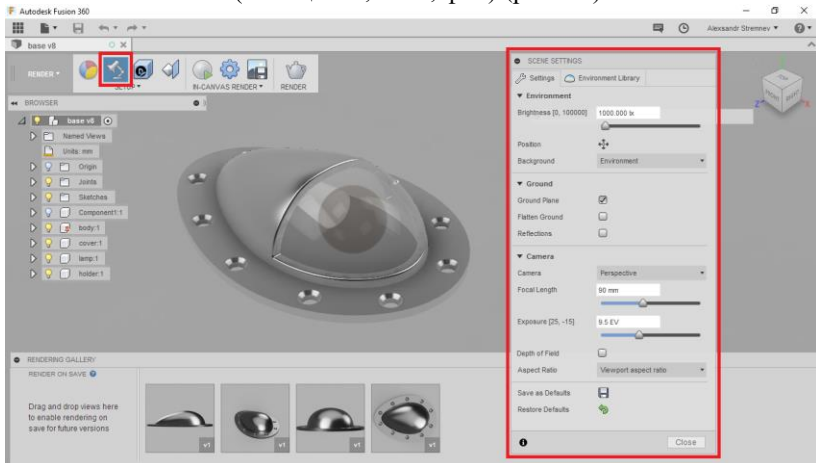 Autodesk Fusion 360
Alexsandr Stremnev
base v8
RENDER
SETUP
IN-CANVAS RENDER
RENDER
BROWSER
base v8
Named Views
Units: mm
Origin
Joints
Sketches
Component1:1
body:1
cover:1
lamp:1
holder:1
SCENE SETTINGS
Settings Environment Library
Environment
Brightness [0, 100000] 1000.000 lx
Position
Background Environment
Ground
Ground Plane
Flatten Ground
Reflections
Camera
Camera Perspective
Focal Length 90 mm
Exposure [25, -15] 9.5 EV
Depth of Field
Aspect Ratio Viewport aspect ratio
Save as Defaults
Restore Defaults
Close
FRONT
RIGHT
Z
X
RENDERING GALLERY
RENDER ON SAVE
Drag and drop views here
to enable rendering on
save for future versions
v1
v1
v1
v1